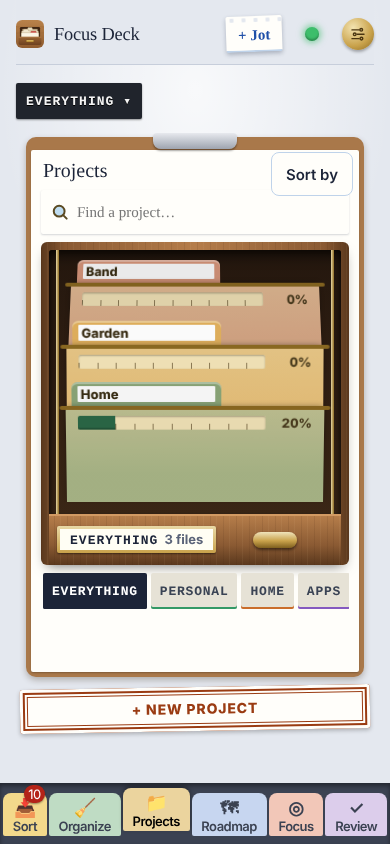 Focus Deck
+ Jot
EVERYTHING ▾
Projects
Sort by
Find a project…
Band
0%
Garden
0%
Home
20%
EVERYTHING 3 files
EVERYTHING PERSONAL HOME APPS
+ NEW PROJECT
10
Sort Organize Projects Roadmap Focus Review